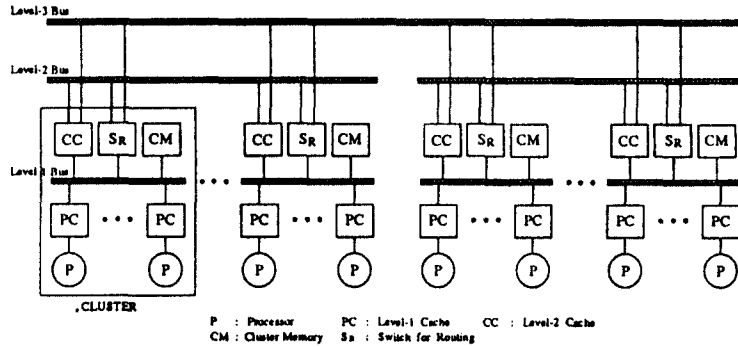 Level-3 Bus
Level-2 Bus
CC SR CM CC SR CM CC SR CM CC SR CM
Level-1 Bus
PC PC PC PC PC PC PC PC
P P P P P P P P
CLUSTER
P : Processor PC : Level-1 Cache CC : Level-2 Cache
CM : Cluster Memory SR : Switch for Routing